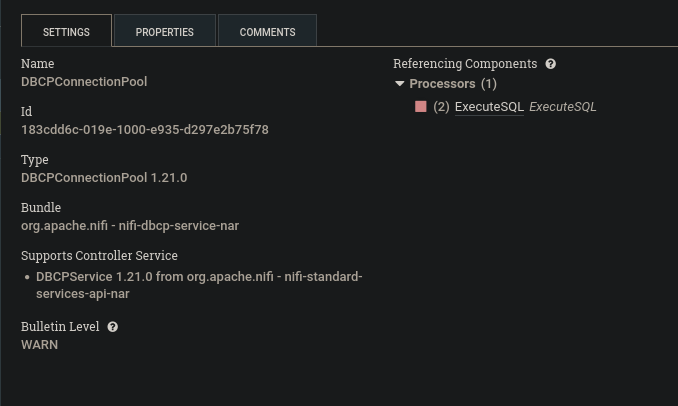 SETTINGS
PROPERTIES
COMMENTS
Name
DBCPConnectionPool
Id
183cdd6c-019e-1000-e935-d297e2b75f78
Type
DBCPConnectionPool 1.21.0
Bundle
org.apache.nifi - nifi-dbcp-service-nar
Supports Controller Service
• DBCPService 1.21.0 from org.apache.nifi - nifi-standard-
services-api-nar
Bulletin Level
WARN
Referencing Components
Processors (1)
(2) ExecuteSQL ExecuteSQL